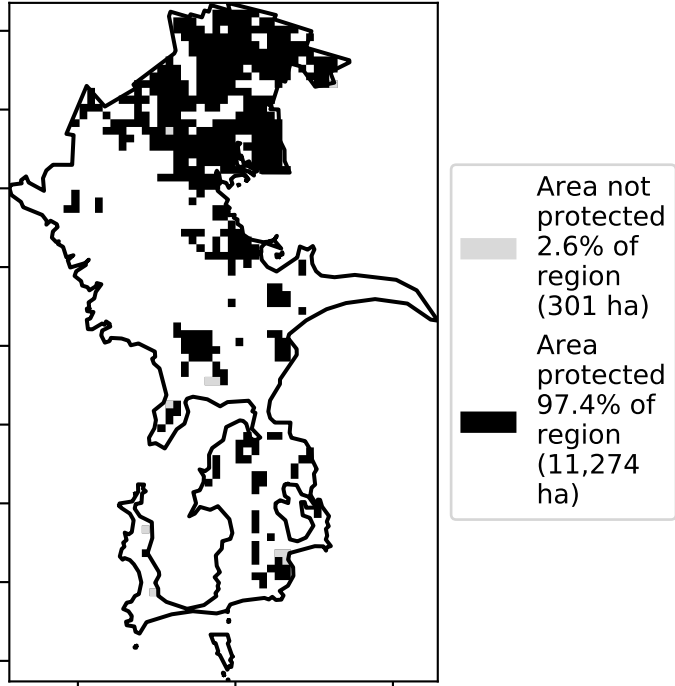 Area not
protected
2.6% of
region
(301 ha)
Area
protected
97.4% of
region
(11,274
ha)